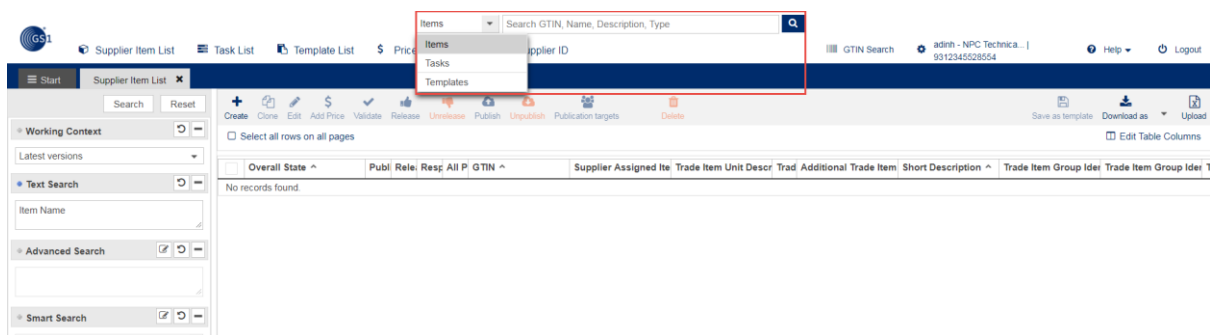 Items Search GTIN, Name, Description, Type
GS1
Supplier Item List Task List Template List $ Price upplier ID GTIN Search adinh - NPC Technica... | Help Logout
9312345528554
Items
Tasks
Templates
Start Supplier Item List
Search Reset
Create Clone Edit Add Price Validate Release Unrelease Publish Unpublish Publication targets Delete Save as template Download as Upload
Working Context
Select all rows on all pages Edit Table Columns
Latest versions
Overall State Publ Rele Resp All P GTIN Supplier Assigned Ite Trade Item Unit Descr Trad Additional Trade Item Short Description Trade Item Group Iden Trade Item Group Iden T
Text Search
No records found.
Item Name
Advanced Search
Smart Search